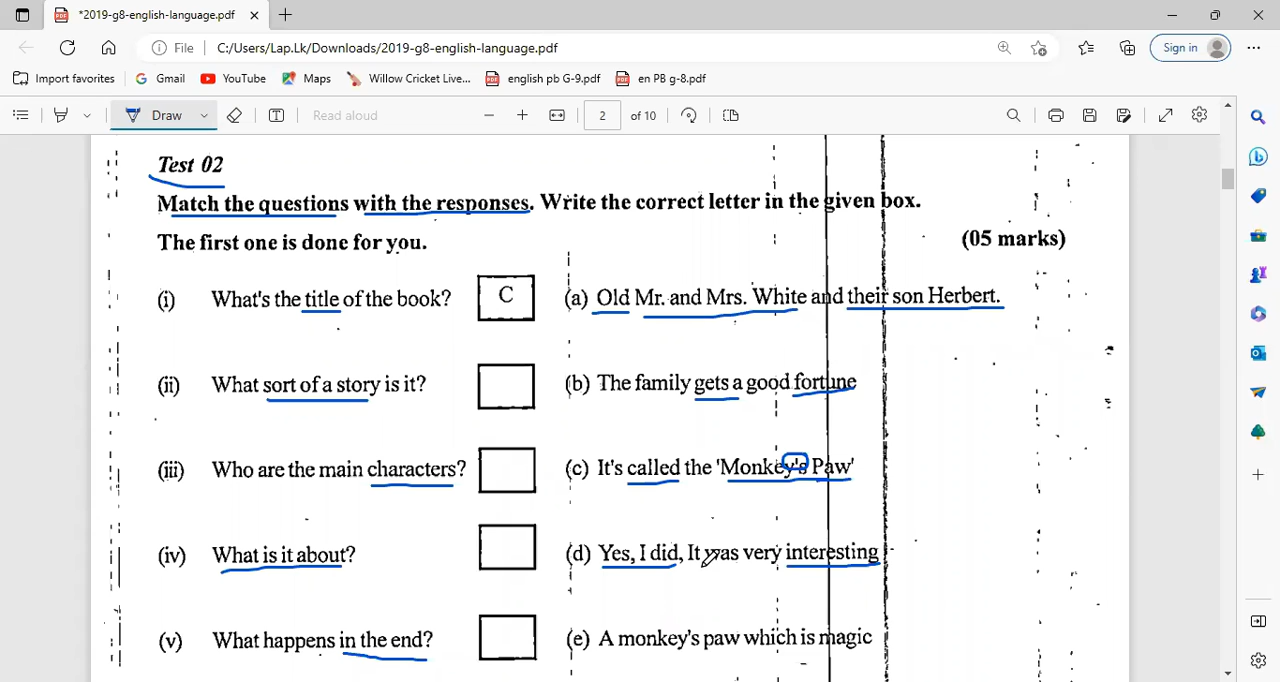 *2019-g8-english-language.pdf
File C:/Users/Lap.Lk/Downloads/2019-g8-english-language.pdf Sign in
Import favorites Gmail YouTube Maps Willow Cricket Live... english pb G-9.pdf en PB g-8.pdf
Draw Read aloud 2 of 10
Test 02
Match the questions with the responses. Write the correct letter in the given box.
The first one is done for you. (05 marks)
(i) What's the title of the book? C (a) Old Mr. and Mrs. White and their son Herbert.
(ii) What sort of a story is it? (b) The family gets a good fortune
(iii) Who are the main characters? (c) It's called the 'Monkey's Paw'
(iv) What is it about? (d) Yes, I did, It was very interesting
(v) What happens in the end? (e) A monkey's paw which is magic